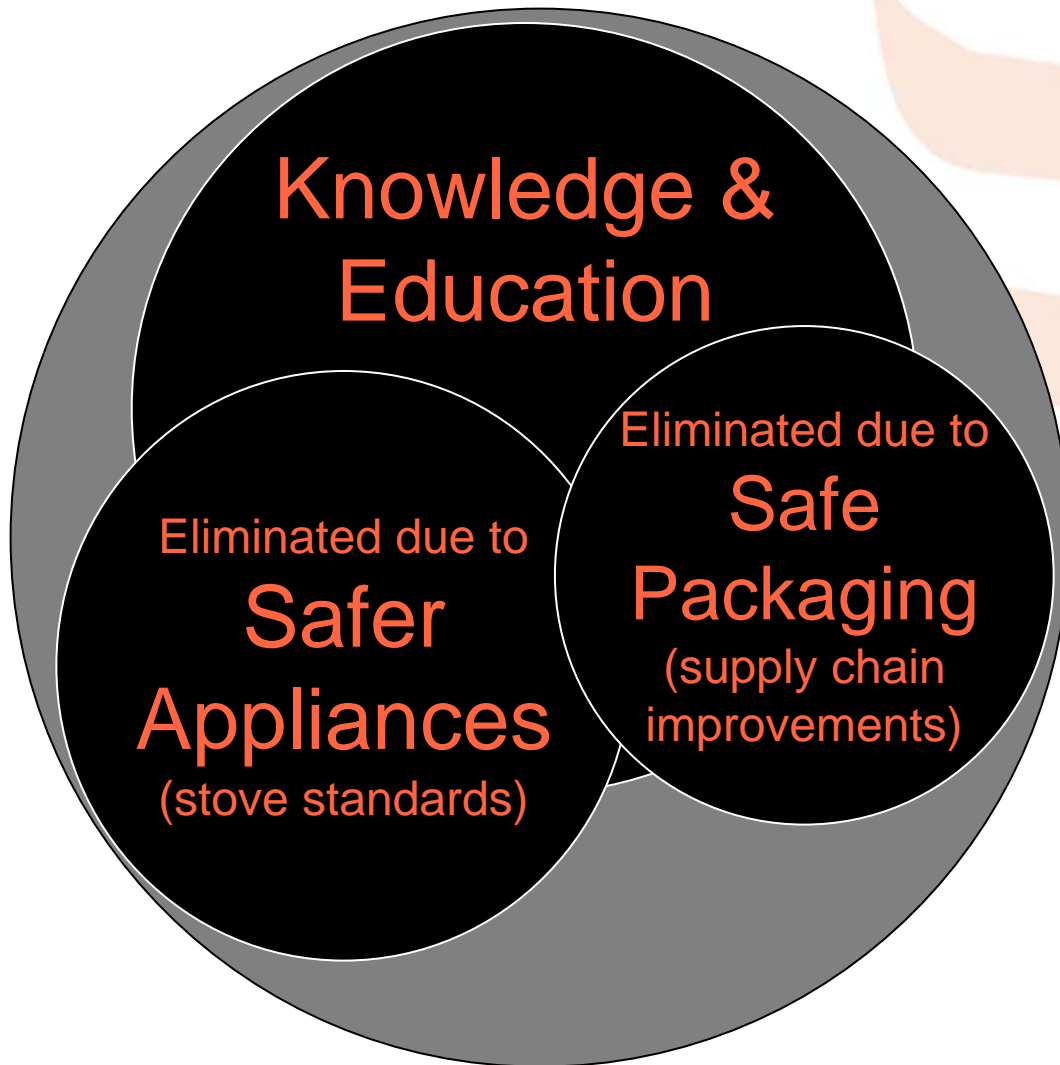 Knowledge &
Education
Eliminated due to
Safer
Appliances
(stove standards)
Eliminated due to
Safe
Packaging
(supply chain
improvements)